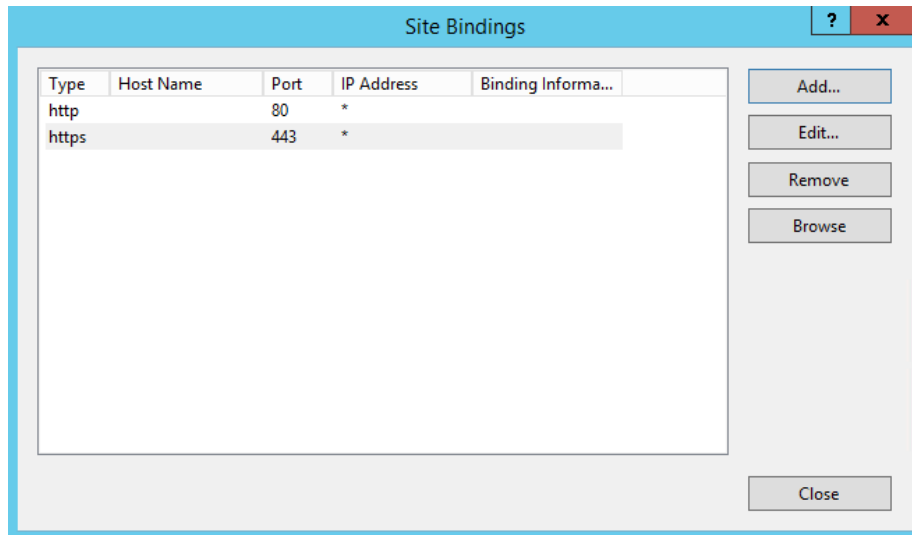 Site Bindings
? x
Type Host Name Port IP Address Binding Informa...
http 80 *
https 443 *
Add...
Edit...
Remove
Browse
Close